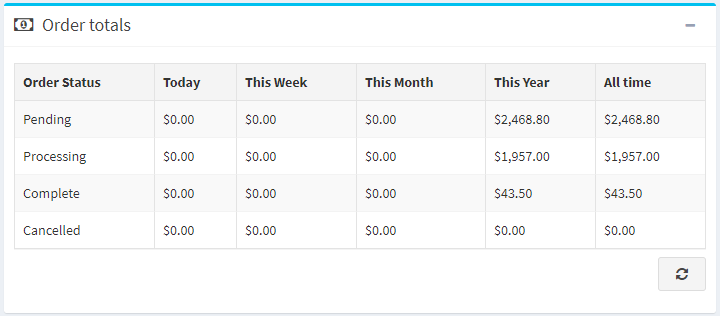 Order totals
Order Status Today This Week This Month This Year All time
Pending $0.00 $0.00 $0.00 $2,468.80 $2,468.80
Processing $0.00 $0.00 $0.00 $1,957.00 $1,957.00
Complete $0.00 $0.00 $0.00 $43.50 $43.50
Cancelled $0.00 $0.00 $0.00 $0.00 $0.00